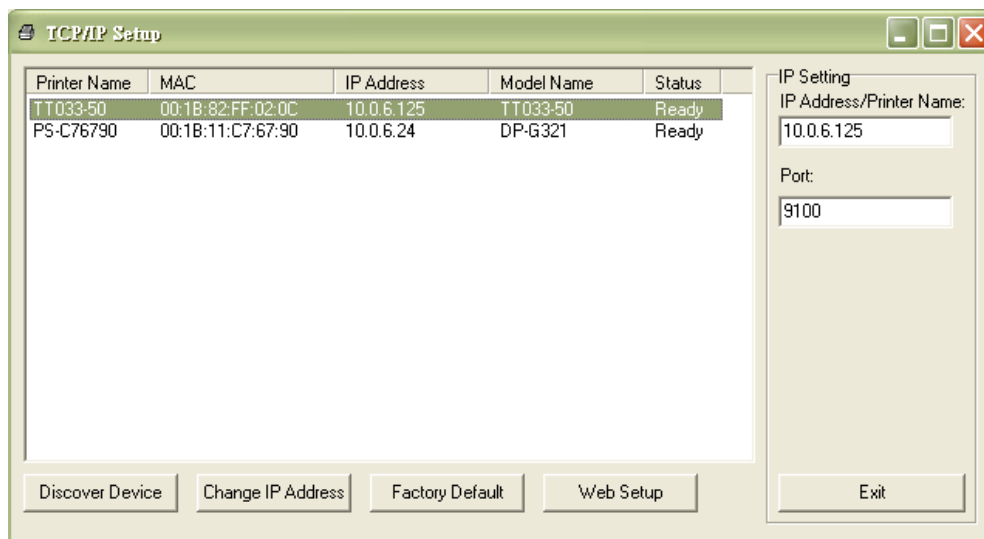 TCP/IP Setup
Printer Name MAC IP Address Model Name Status
TT033-50 00:1B:82:FF:02:0C 10.0.6.125 TT033-50 Ready
PS-C76790 00:1B:11:C7:67:90 10.0.6.24 DP-G321 Ready
IP Setting
IP Address/Printer Name:
10.0.6.125
Port:
9100
Discover Device Change IP Address Factory Default Web Setup Exit